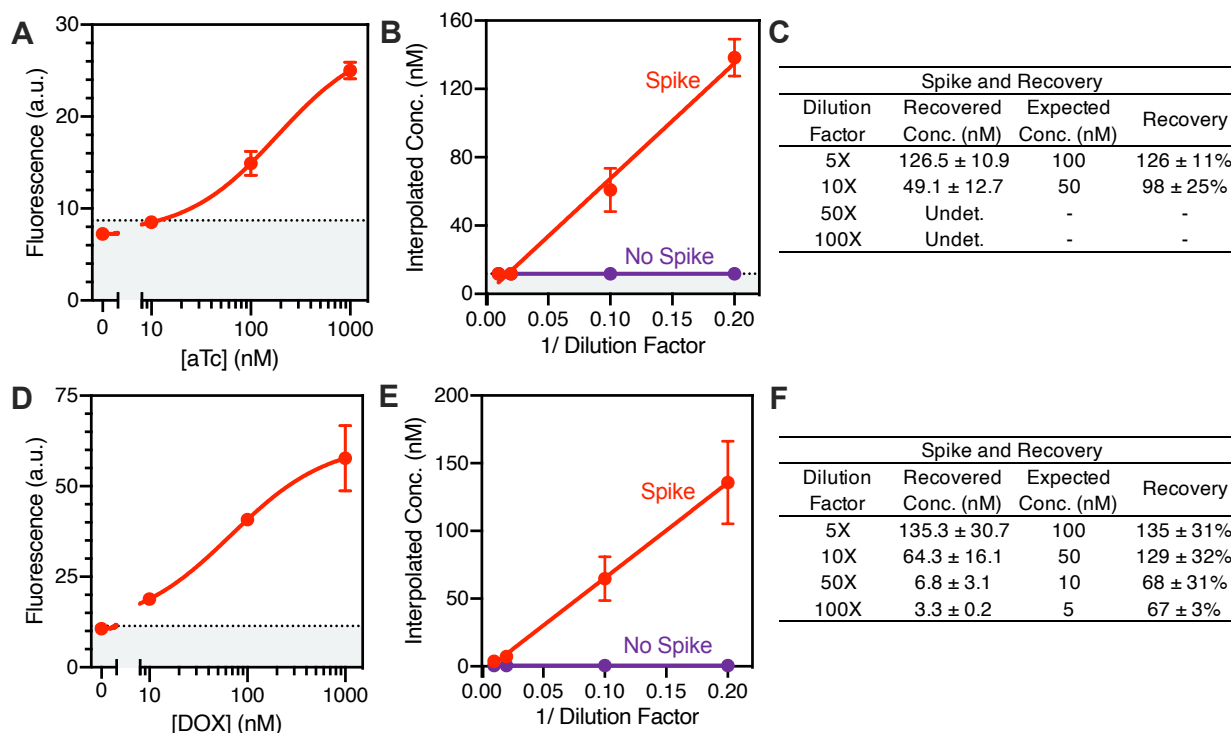 A
Fluorescence (a.u.)
30
20
10
0
0 10 100 1000
[aTc] (nM)
B
Interpolated Conc. (nM)
160
120
80
40
0
Spike
No Spike
0.00 0.05 0.10 0.15 0.20
1/ Dilution Factor
C
Spike and Recovery
Dilution Recovered Expected Recovery
Factor Conc. (nM) Conc. (nM)
5X 126.5 ± 10.9 100 126 ± 11%
10X 49.1 ± 12.7 50 98 ± 25%
50X Undet. - -
100X Undet. - -
D
Fluorescence (a.u.)
75
50
25
0
0 10 100 1000
[DOX] (nM)
E
Interpolated Conc. (nM)
200
150
100
50
0
Spike
No Spike
0.00 0.05 0.10 0.15 0.20
1/ Dilution Factor
F
Spike and Recovery
Dilution Recovered Expected Recovery
Factor Conc. (nM) Conc. (nM)
5X 135.3 ± 30.7 100 135 ± 31%
10X 64.3 ± 16.1 50 129 ± 32%
50X 6.8 ± 3.1 10 68 ± 31%
100X 3.3 ± 0.2 5 67 ± 3%